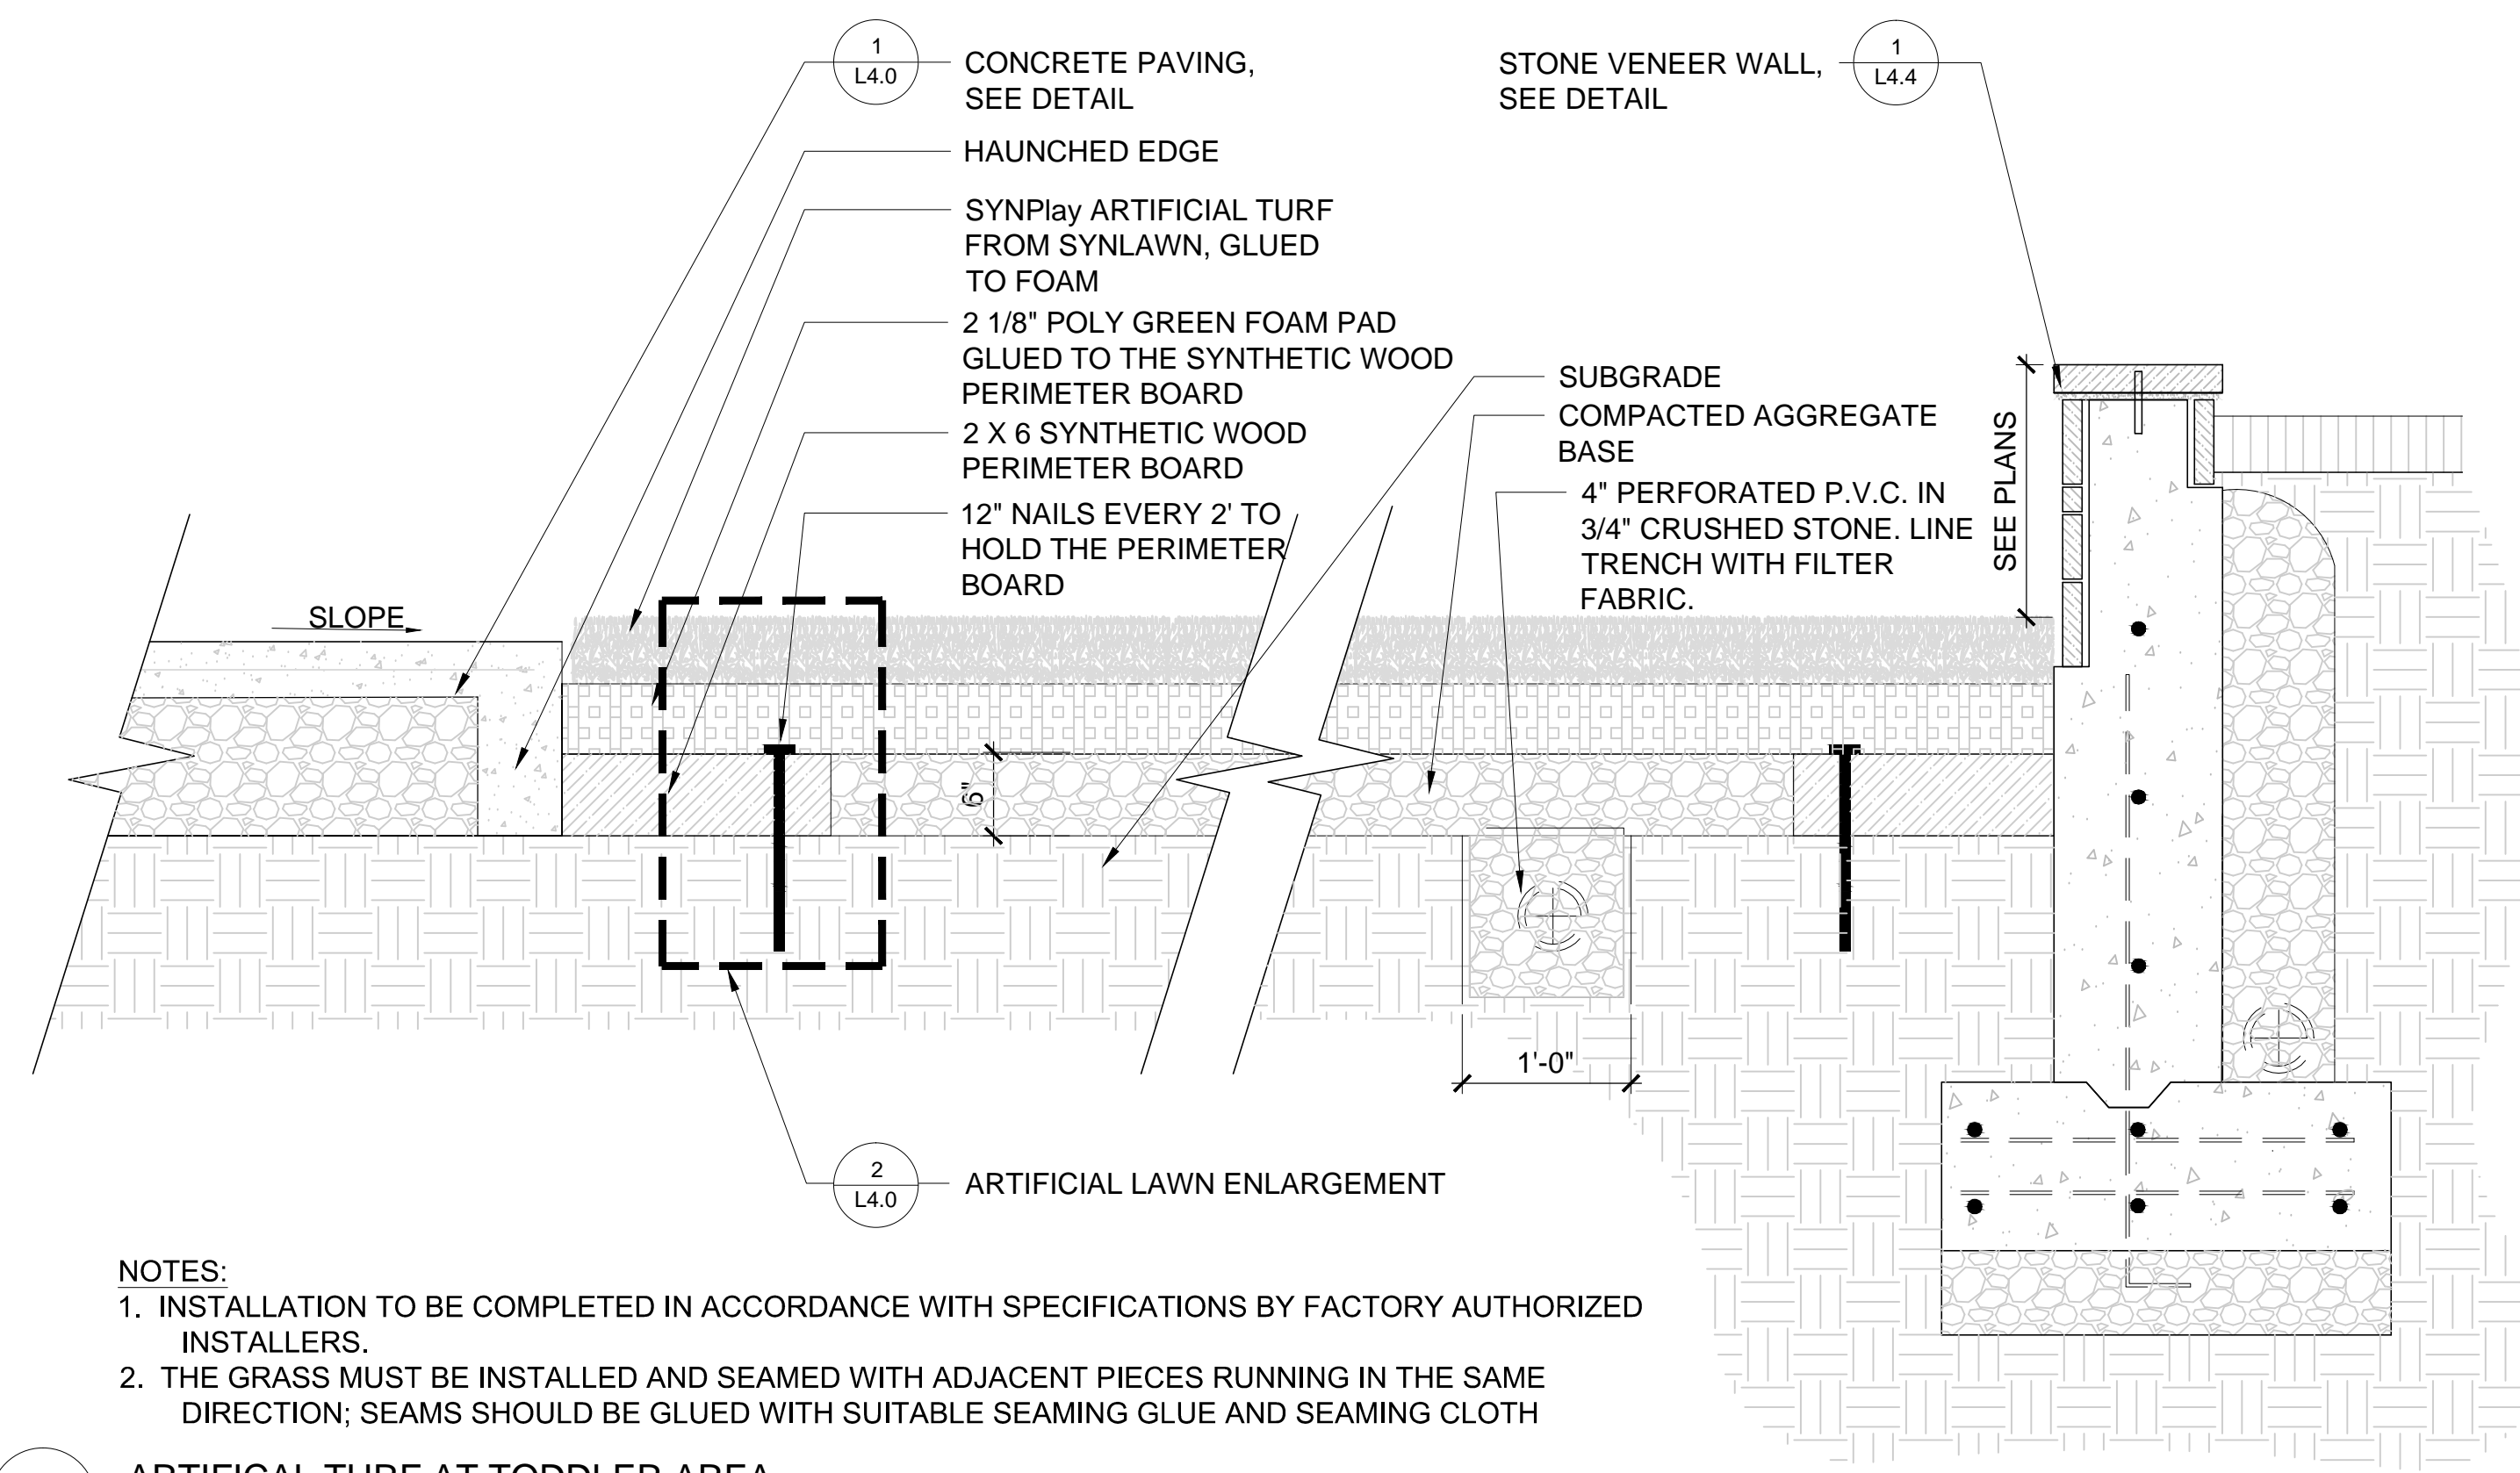 1
L4.0
CONCRETE PAVING,
SEE DETAIL
HAUNCHED EDGE
SYNPlay ARTIFICIAL TURF
FROM SYNLAWN, GLUED
TO FOAM
2 1/8" POLY GREEN FOAM PAD
GLUED TO THE SYNTHETIC WOOD
PERIMETER BOARD
2 X 6 SYNTHETIC WOOD
PERIMETER BOARD
12" NAILS EVERY 2' TO
HOLD THE PERIMETER
BOARD
STONE VENEER WALL,
SEE DETAIL
1
L4.4
SUBGRADE
COMPACTED AGGREGATE
BASE
4" PERFORATED P.V.C. IN
3/4" CRUSHED STONE. LINE
TRENCH WITH FILTER
FABRIC.
SEE PLANS
SLOPE
6"
1'-0"
2
L4.0
ARTIFICIAL LAWN ENLARGEMENT
NOTES:
1. INSTALLATION TO BE COMPLETED IN ACCORDANCE WITH SPECIFICATIONS BY FACTORY AUTHORIZED
INSTALLERS.
2. THE GRASS MUST BE INSTALLED AND SEAMED WITH ADJACENT PIECES RUNNING IN THE SAME
DIRECTION; SEAMS SHOULD BE GLUED WITH SUITABLE SEAMING GLUE AND SEAMING CLOTH
ARTIFICAL TURF AT TODDLER AREA